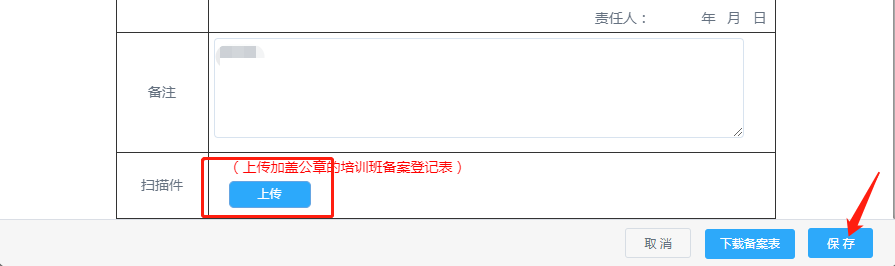 责任人： 年 月 日
备注
（上传加盖公章的培训班备案登记表）
扫描件
上传
取 消 下载备案表 保 存